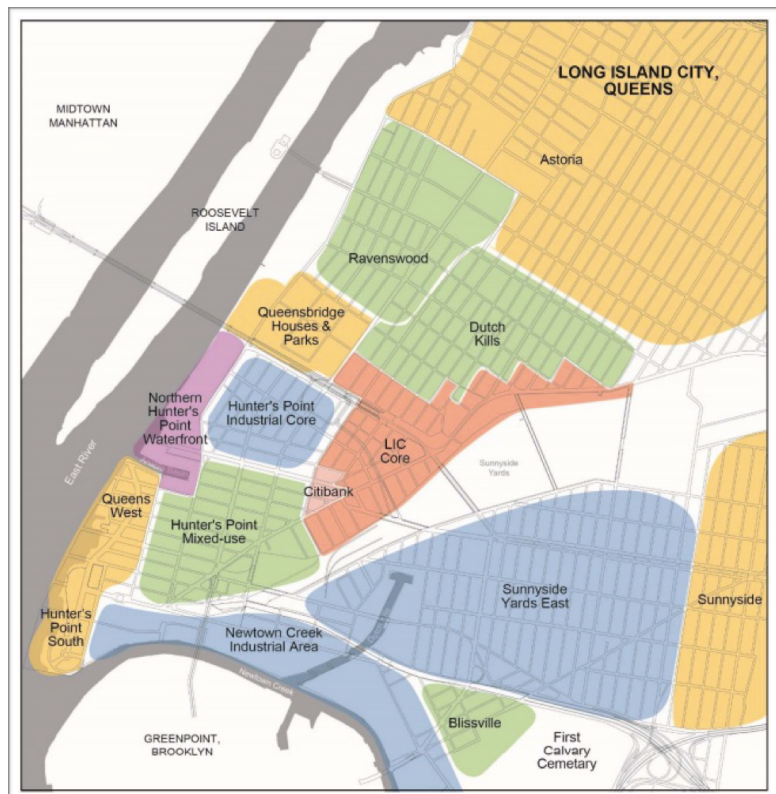 LONG ISLAND CITY,
QUEENS
MIDTOWN
MANHATTAN
Astoria
ROOSEVELT
ISLAND
Ravenswood
Queensbridge
Houses &
Parks
Dutch
Kills
Northern
Hunter's
Point
Waterfront
Hunter's Point
Industrial Core
LIC
Core
Sunnyside
Yards
East River
Citibank
Queens
West
Hunter's Point
Mixed-use
Sunnyside
Yards East
Sunnyside
Hunter's
Point
South
Newtown Creek
Industrial Area
Newtown Creek
Blissville
GREENPOINT,
BROOKLYN
First
Calvary
Cemetary